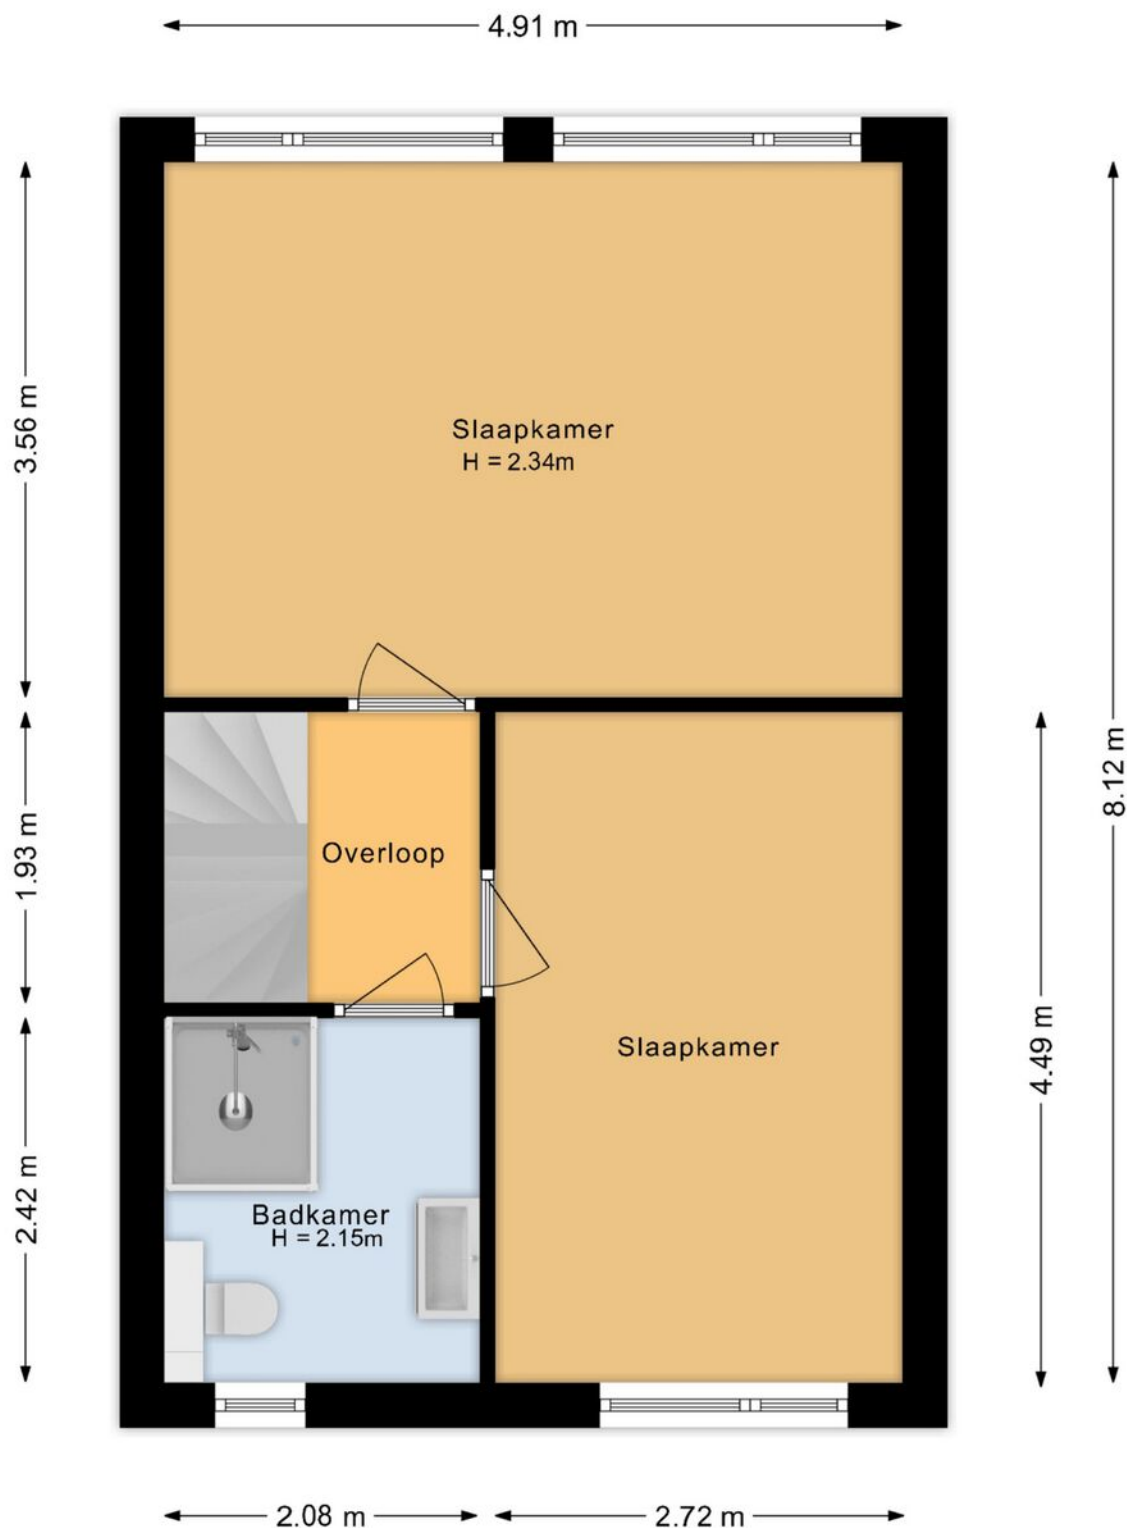 4.91 m
3.56 m
Slaapkamer
H = 2.34m
8.12 m
1.93 m
Overloop
4.49 m
Slaapkamer
2.42 m
Badkamer
H = 2.15m
2.08 m
2.72 m